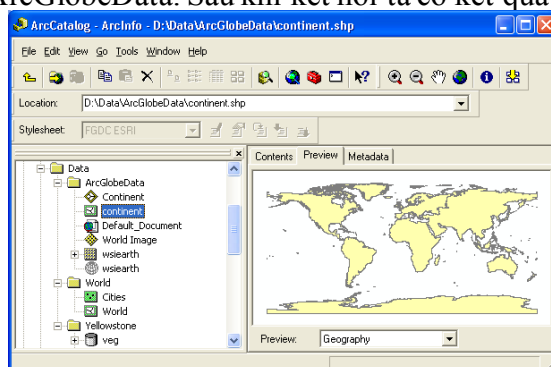 ArcGlobeData. Sau khi kết nối ta có kết quả
ArcCatalog - ArcInfo - D:\Data\ArcGlobeData\continent.shp
File Edit View Go Tools Window Help
Location: D:\Data\ArcGlobeData\continent.shp
Stylesheet: FGDC ESRI
Contents Preview Metadata
Data
ArcGlobeData
Continent
continent
Default_Document
World Image
wsiearth
wsiearth
World
Cities
World
Yellowstone
veg
Preview: Geography